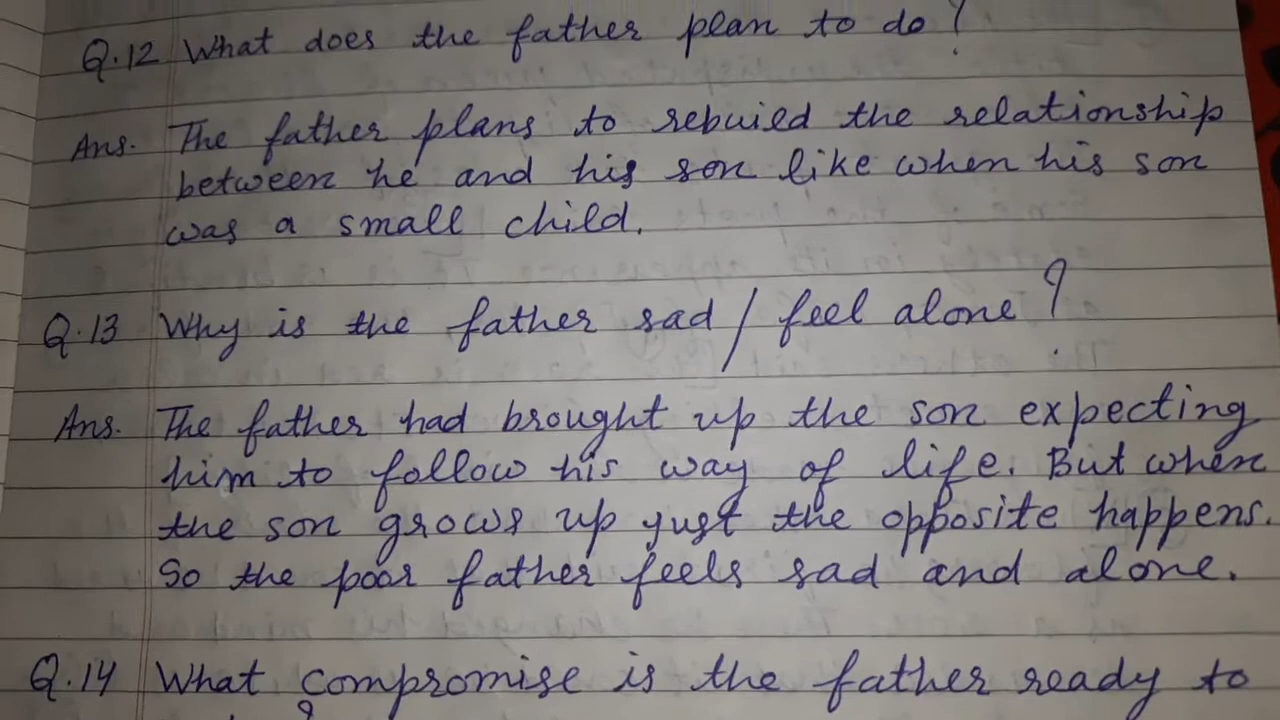 Q.12 What does the father plan to do?
Ans. The father plans to rebuild the relationship
between he and his son like when his son
was a small child.
Q.13 Why is the father sad / feel alone?
Ans. The father had brought up the son expecting
him to follow his way of life. But when
the son grows up just the opposite happens.
So the poor father feels sad and alone.
Q.14 What compromise is the father ready to